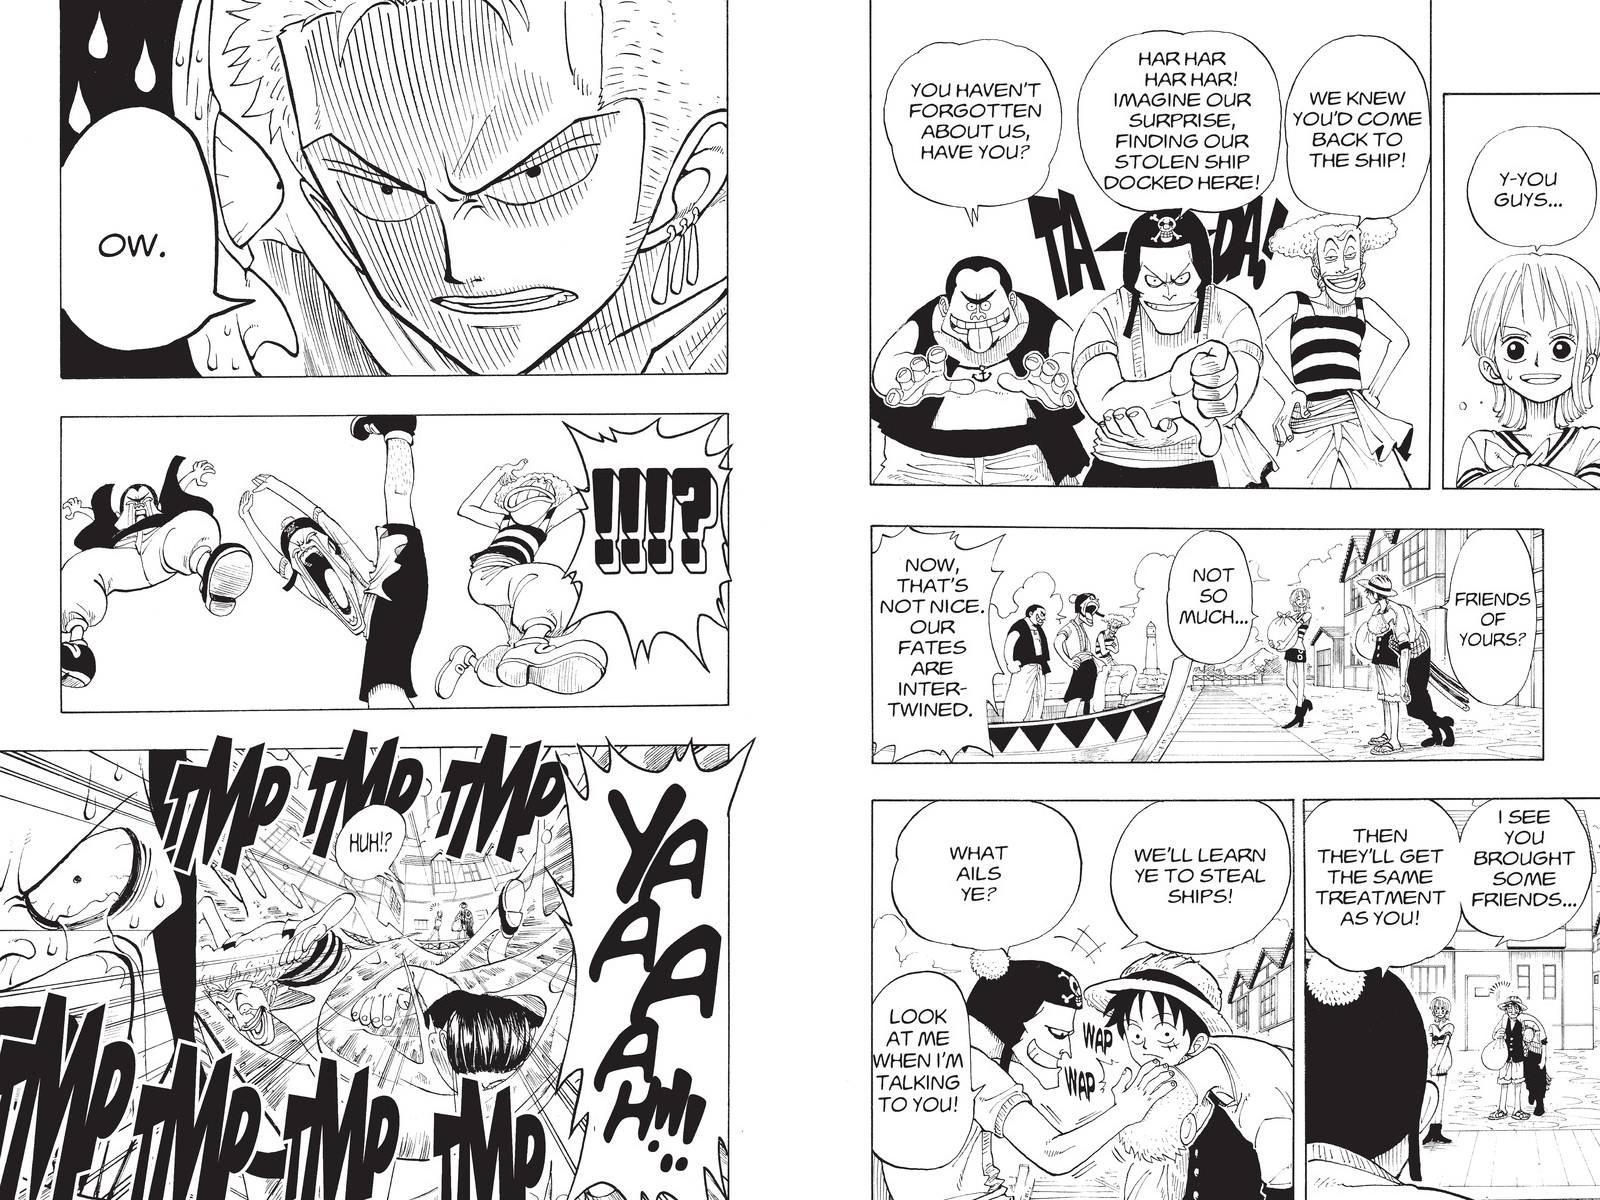 Y-YOU
GUYS...
WE KNEW
YOU'D COME
BACK TO
THE SHIP!
HAR HAR
HAR HAR!
IMAGINE OUR
SURPRISE,
FINDING OUR
STOLEN SHIP
DOCKED HERE!
YOU HAVEN'T
FORGOTTEN
ABOUT US,
HAVE YOU?
TA-DA!
FRIENDS
OF
YOURS?
NOT
SO
MUCH...
NOW,
THAT'S
NOT NICE.
OUR
FATES
ARE
INTER-
TWINED.
I SEE
YOU
BROUGHT
SOME
FRIENDS...
THEN
THEY'LL GET
THE SAME
TREATMENT
AS YOU!
WE'LL LEARN
YE TO STEAL
SHIPS!
WHAT
AILS
YE?
WAP
WAP
LOOK
AT ME
WHEN I'M
TALKING
TO YOU!
OW.
!!!?
YAAAAAH!!!
TMP
TMP
TMP
HUH!?
TMP
TMP
TMP
TMP